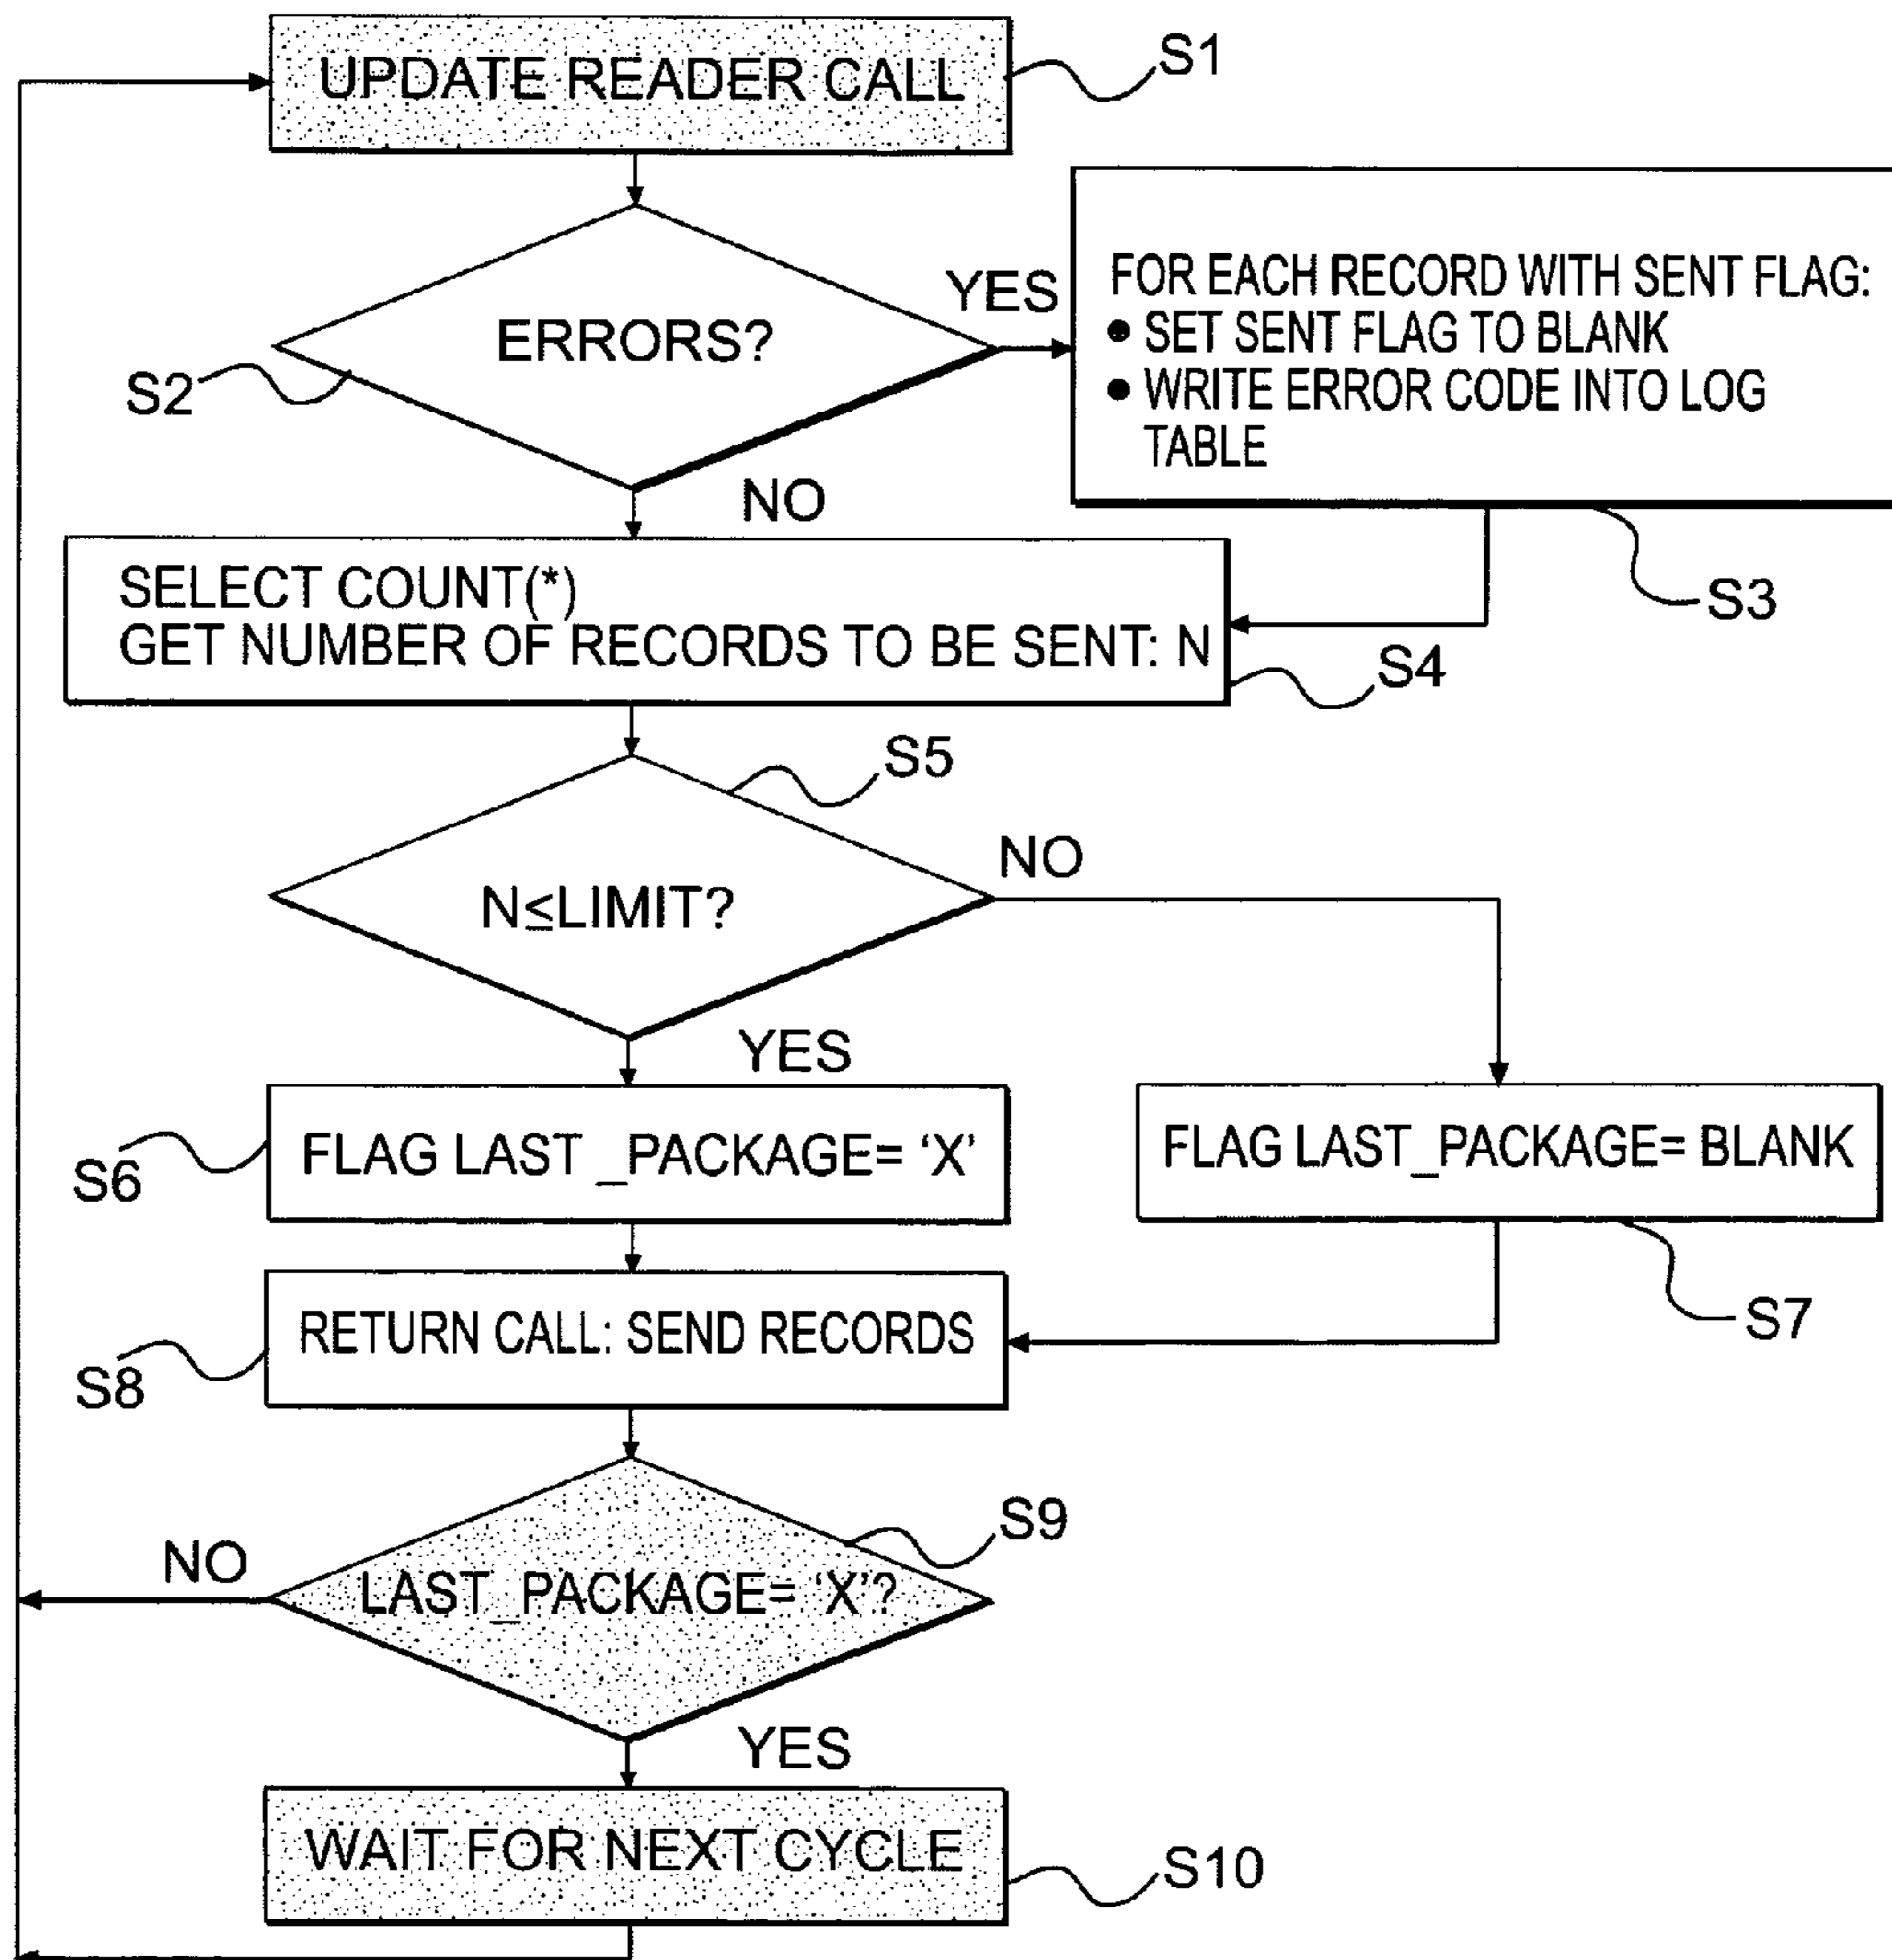 UPDATE READER CALL
S1
ERRORS?
S2
YES
FOR EACH RECORD WITH SENT FLAG:
● SET SENT FLAG TO BLANK
● WRITE ERROR CODE INTO LOG
TABLE
S3
NO
SELECT COUNT(*)
GET NUMBER OF RECORDS TO BE SENT: N
S4
S5
N≤LIMIT?
NO
YES
FLAG LAST_PACKAGE= 'X'
S6
FLAG LAST_PACKAGE= BLANK
S7
RETURN CALL: SEND RECORDS
S8
S9
NO
LAST_PACKAGE= 'X'?
YES
WAIT FOR NEXT CYCLE
S10